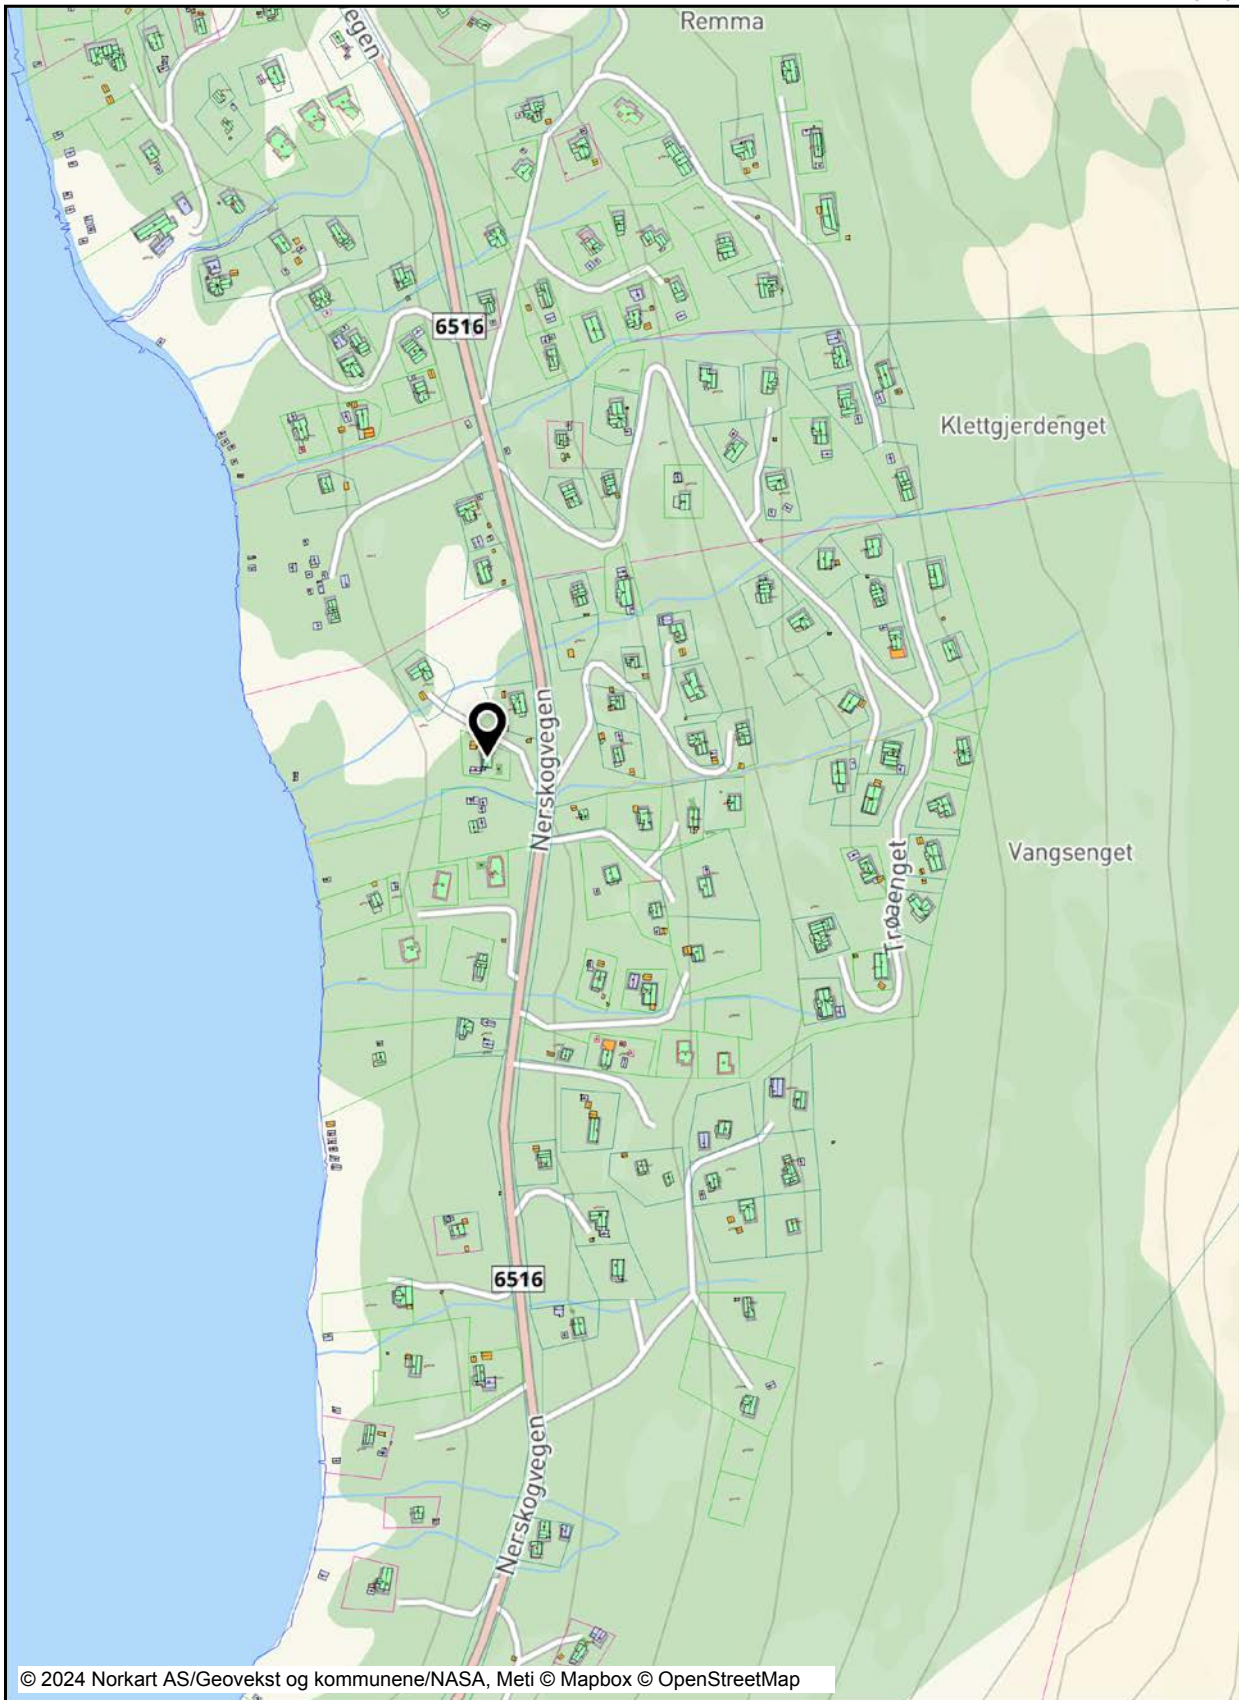 egen
Remma
6516
Klettgjerdenget
Nerskogvegen
Vangsenget
Trøaenget
6516
Nerskogvegen
© 2024 Norkart AS/Geovekst og kommunene/NASA, Meti © Mapbox © OpenStreetMap